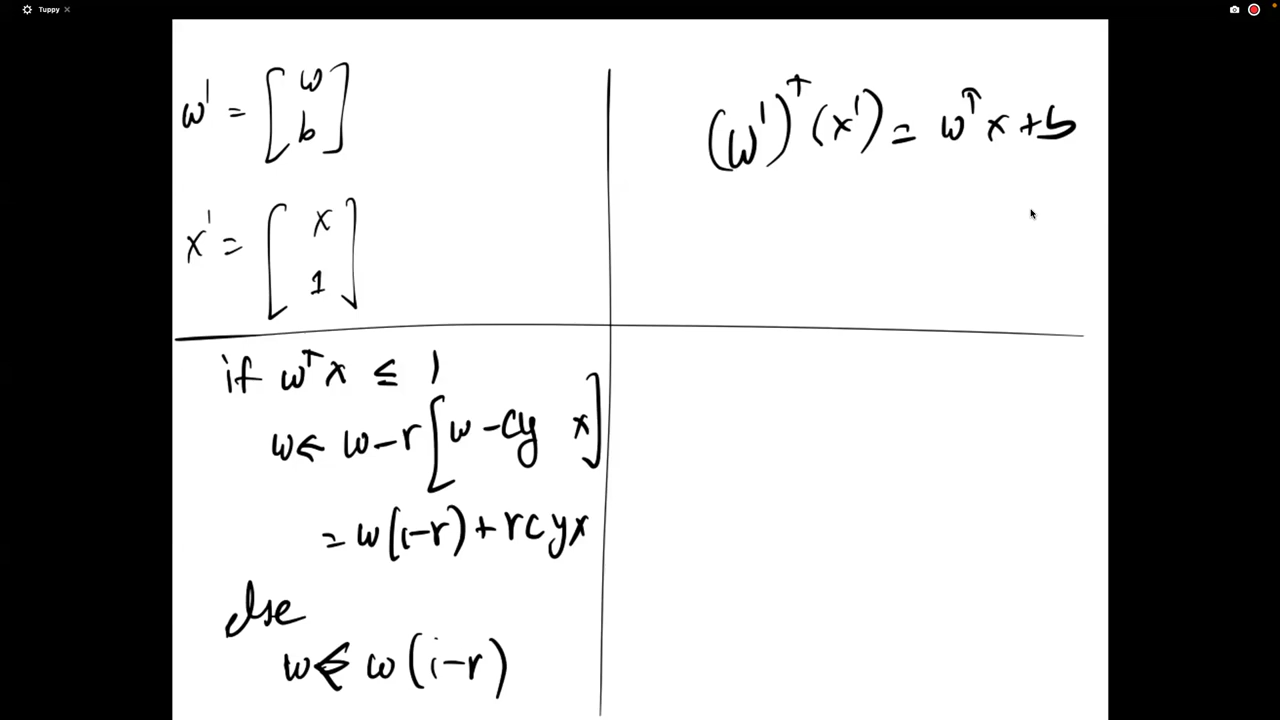 Tuppy
w' = [ w
b ]
x' = [ x
1 ]
(w')ᵀ(x') = wᵀx + b
if wᵀx ≤ 1
w ← w - r [ w - cy x ]
= w(1-r) + rcyx
else
w ← w(1-r)